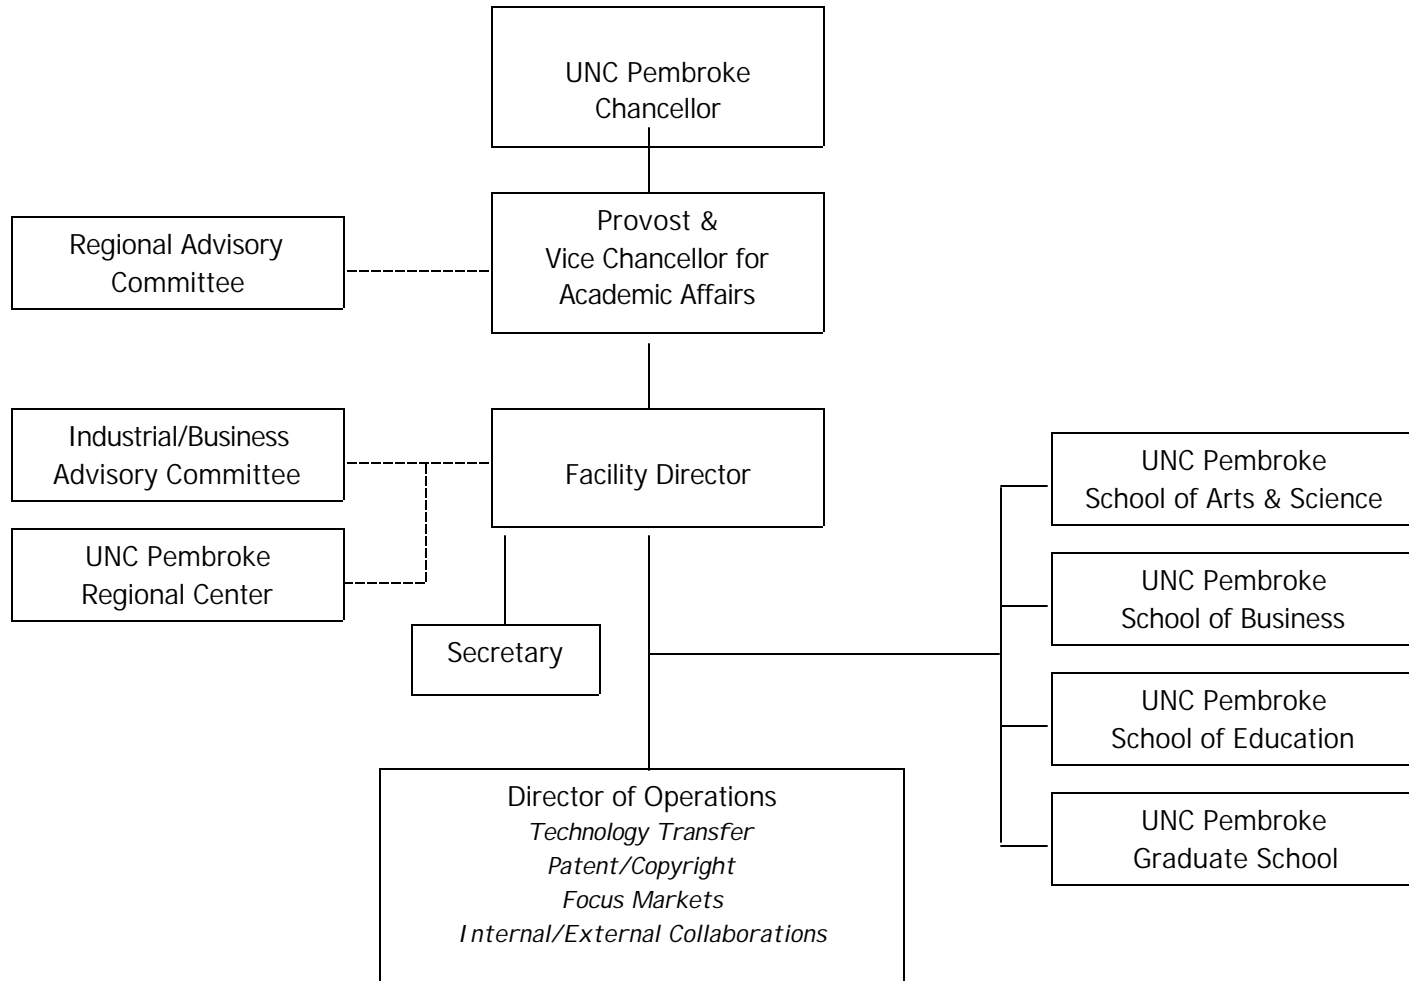 UNC Pembroke
Chancellor
Provost &
Vice Chancellor for
Academic Affairs
Regional Advisory
Committee
Industrial/Business
Advisory Committee
UNC Pembroke
Regional Center
Facility Director
Secretary
UNC Pembroke
School of Arts & Science
UNC Pembroke
School of Business
UNC Pembroke
School of Education
UNC Pembroke
Graduate School
Director of Operations
Technology Transfer
Patent/Copyright
Focus Markets
Internal/External Collaborations